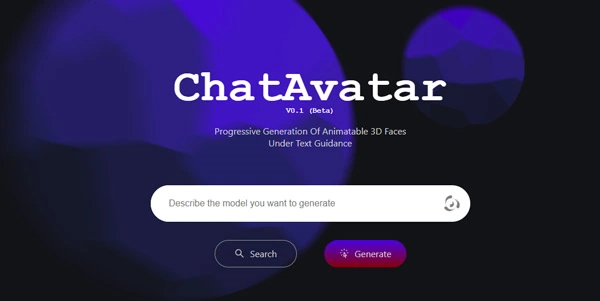 ChatAvatar
V0.1 (Beta)
Progressive Generation Of Animatable 3D Faces
Under Text Guidance
Describe the model you want to generate
Search
Generate